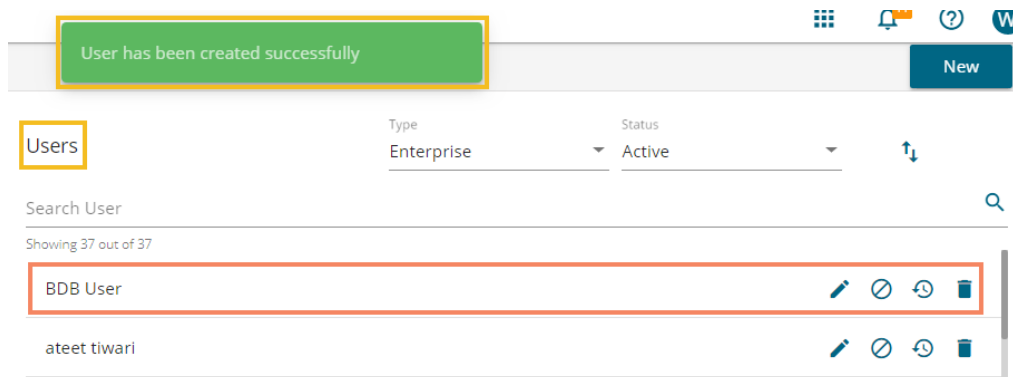 W
User has been created successfully
New
Users
Type
Enterprise
Status
Active
Search User
Showing 37 out of 37
BDB User
ateet tiwari